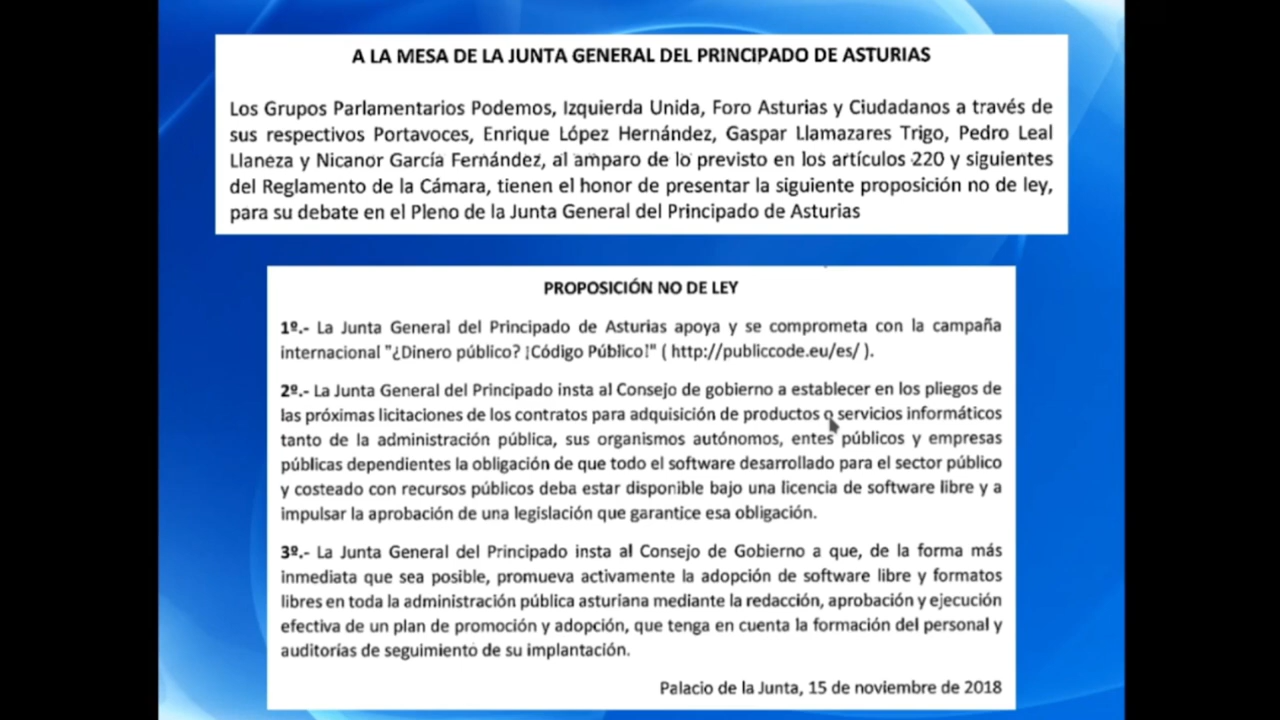 A LA MESA DE LA JUNTA GENERAL DEL PRINCIPADO DE ASTURIAS
Los Grupos Parlamentarios Podemos, Izquierda Unida, Foro Asturias y Ciudadanos a través de
sus respectivos Portavoces, Enrique López Hernández, Gaspar Llamazares Trigo, Pedro Leal
Llaneza y Nicanor García Fernández, al amparo de lo previsto en los artículos 220 y siguientes
del Reglamento de la Cámara, tienen el honor de presentar la siguiente proposición no de ley,
para su debate en el Pleno de la Junta General del Principado de Asturias
PROPOSICIÓN NO DE LEY
1º.- La Junta General del Principado de Asturias apoya y se comprometa con la campaña
internacional "¿Dinero público? ¡Código Público!" ( http://publiccode.eu/es/ ).
2º.- La Junta General del Principado insta al Consejo de gobierno a establecer en los pliegos de
las próximas licitaciones de los contratos para adquisición de productos o servicios informáticos
tanto de la administración pública, sus organismos autónomos, entes públicos y empresas
públicas dependientes la obligación de que todo el software desarrollado para el sector público
y costeado con recursos públicos deba estar disponible bajo una licencia de software libre y a
impulsar la aprobación de una legislación que garantice esa obligación.
3º.- La Junta General del Principado insta al Consejo de Gobierno a que, de la forma más
inmediata que sea posible, promueva activamente la adopción de software libre y formatos
libres en toda la administración pública asturiana mediante la redacción, aprobación y ejecución
efectiva de un plan de promoción y adopción, que tenga en cuenta la formación del personal y
auditorías de seguimiento de su implantación.
Palacio de la Junta, 15 de noviembre de 2018